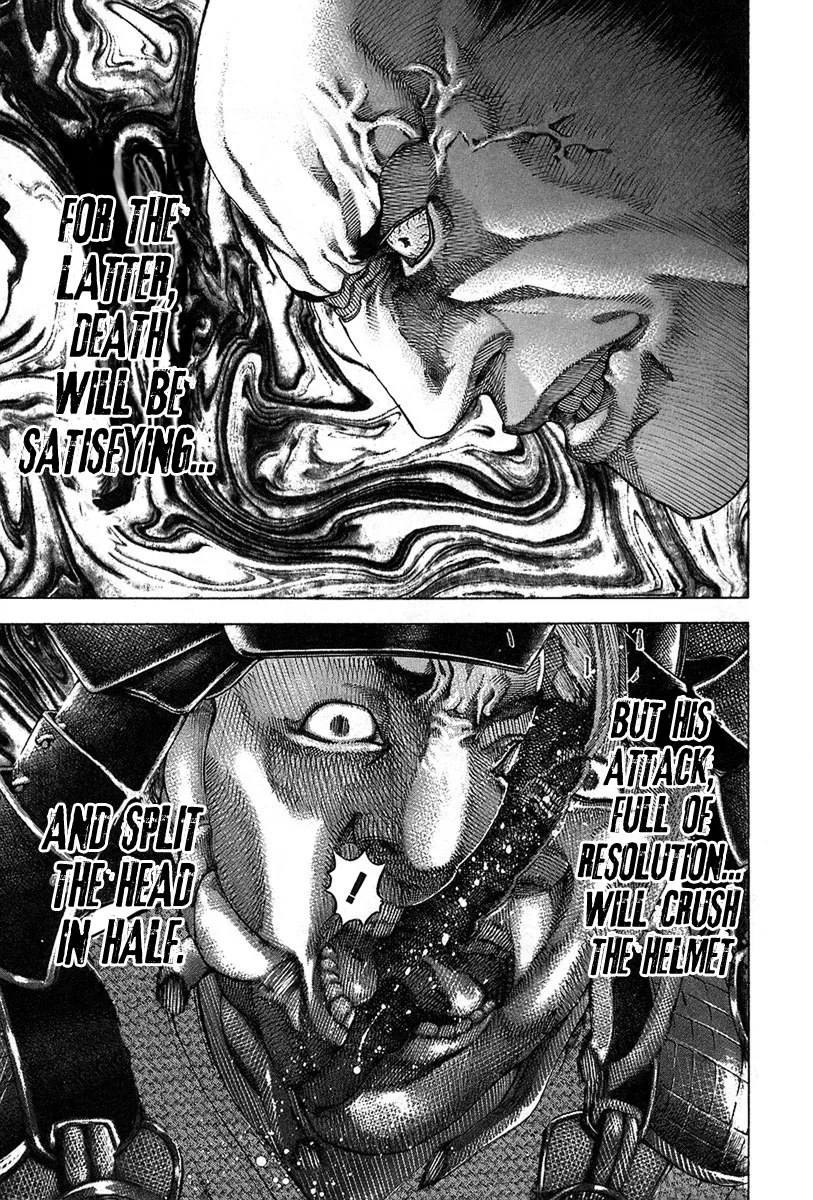 FOR THE
LATTER,
DEATH
WILL BE
SATISFYING...
BUT HIS
ATTACK,
FULL OF
RESOLUTION...
WILL CRUSH
THE HELMET
!
AND SPLIT
THE HEAD
IN HALF.